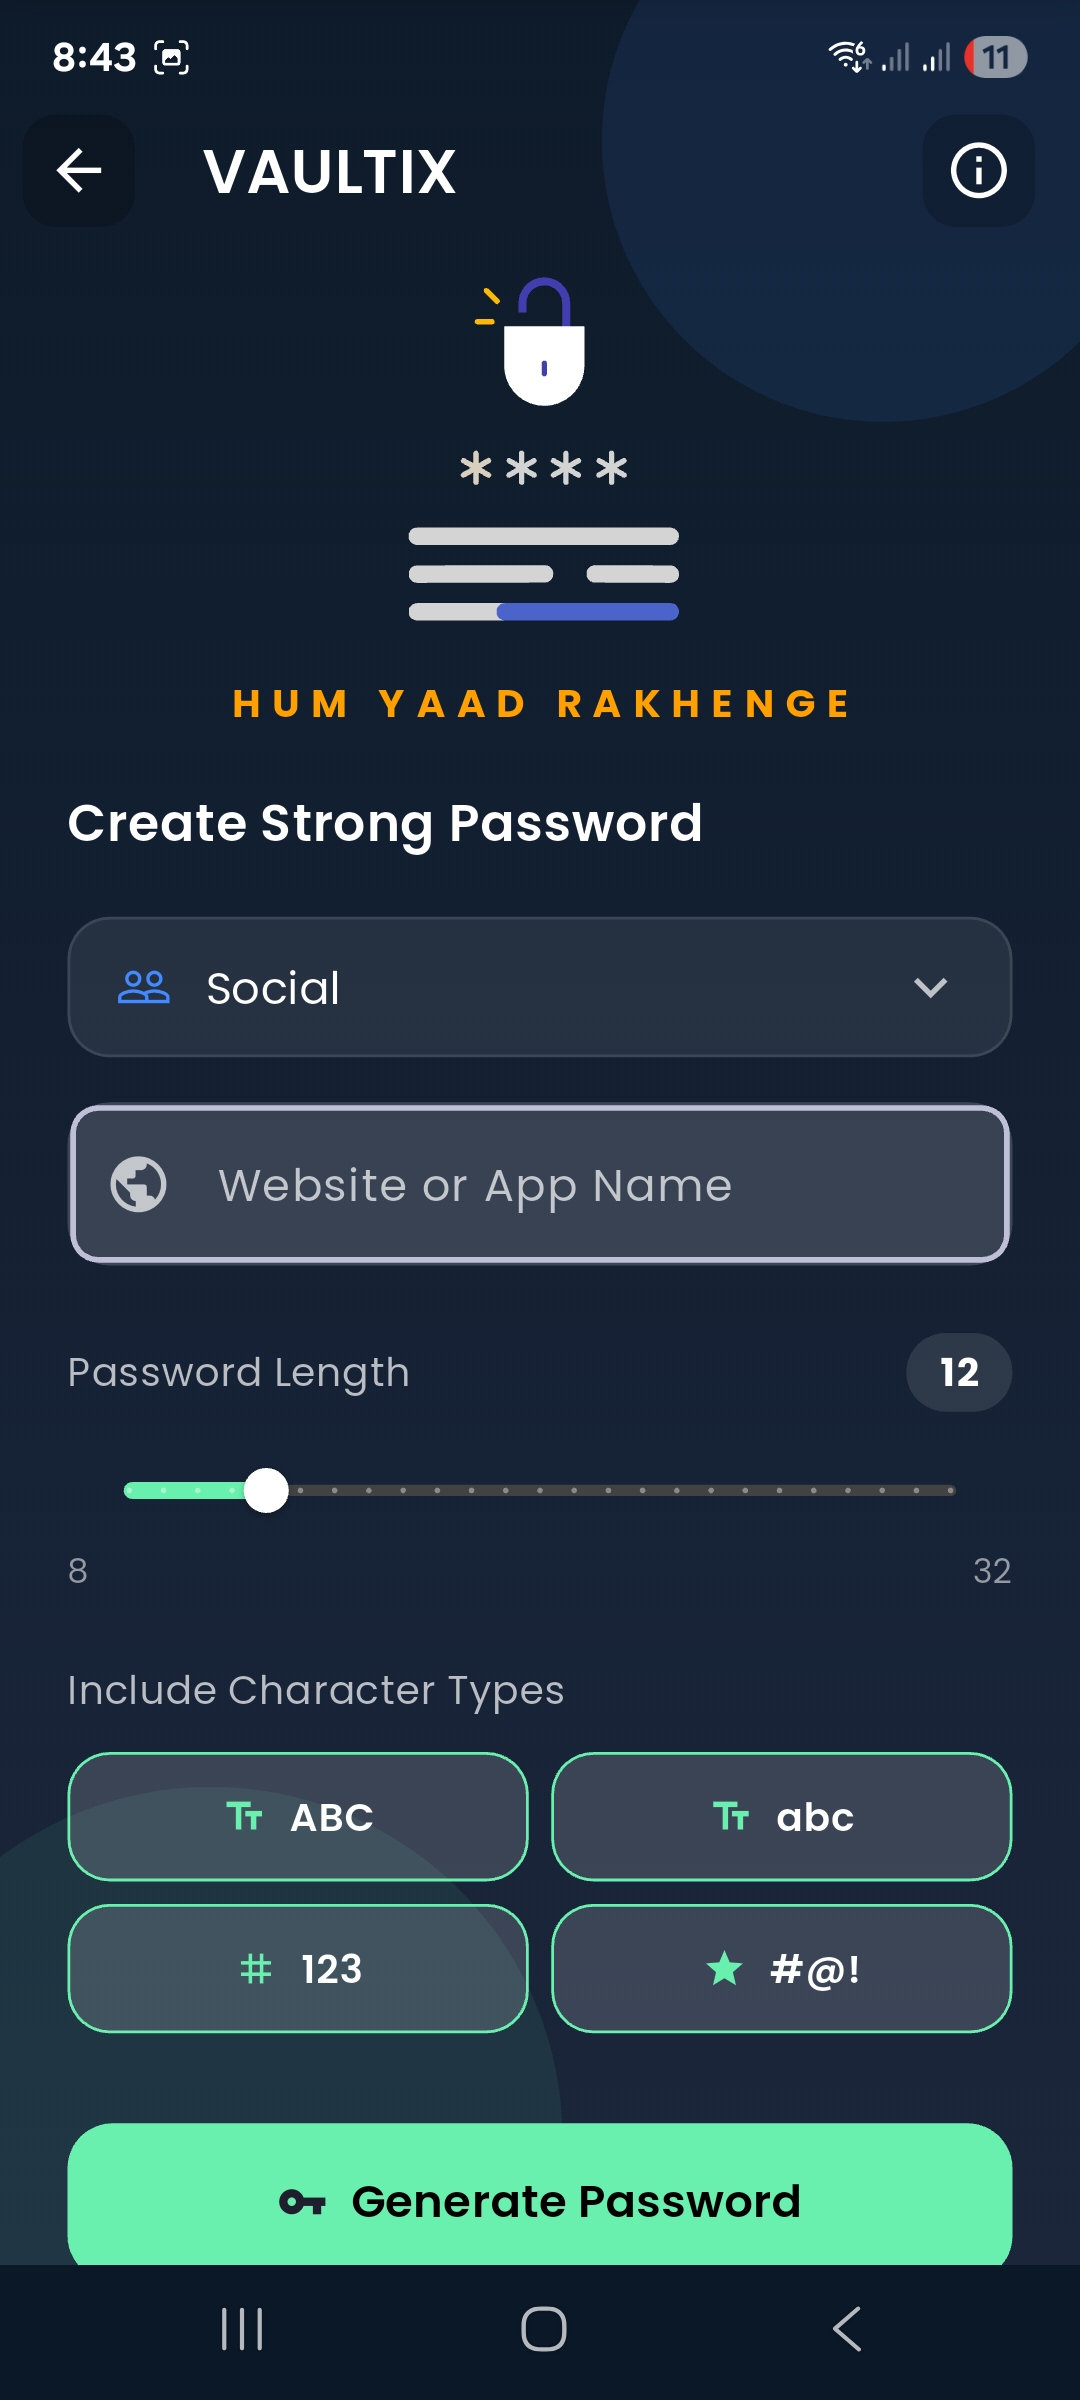 8:43
6
11
VAULTIX
****
HUM YAAD RAKHENGE
Create Strong Password
Social
Website or App Name
Password Length
12
8
32
Include Character Types
ABC
abc
123
#@!
Generate Password